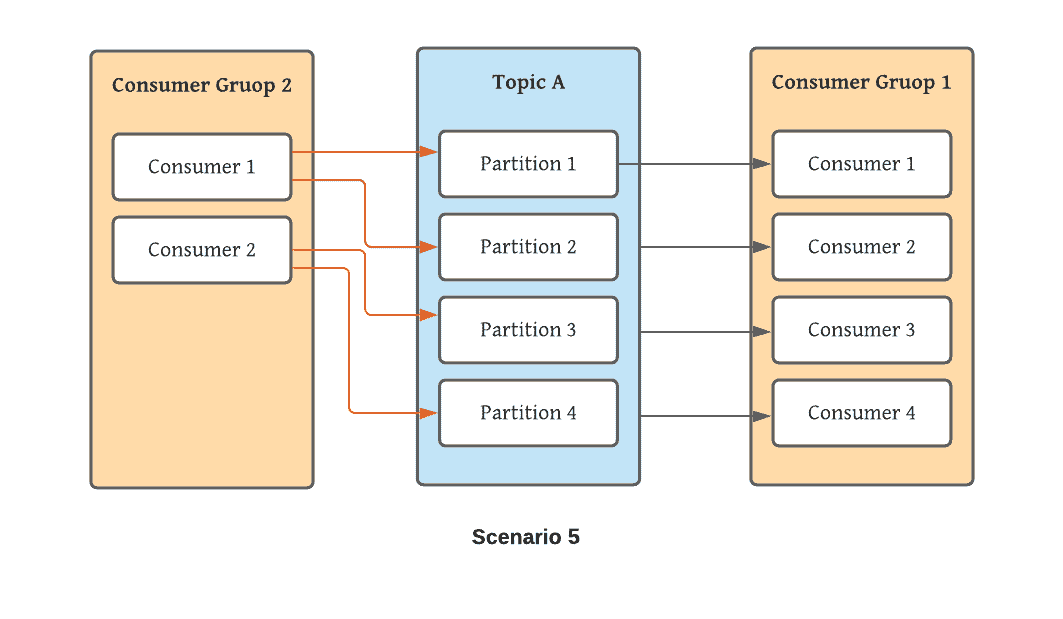 Consumer Gruop 2
Consumer 1
Consumer 2
Topic A
Partition 1
Partition 2
Partition 3
Partition 4
Consumer Gruop 1
Consumer 1
Consumer 2
Consumer 3
Consumer 4
Scenario 5